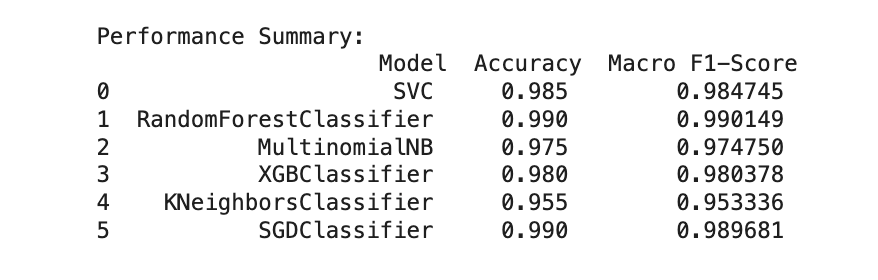 Performance Summary:
Model Accuracy Macro F1-Score
0 SVC 0.985 0.984745
1 RandomForestClassifier 0.990 0.990149
2 MultinomialNB 0.975 0.974750
3 XGBClassifier 0.980 0.980378
4 KNeighborsClassifier 0.955 0.953336
5 SGDClassifier 0.990 0.989681